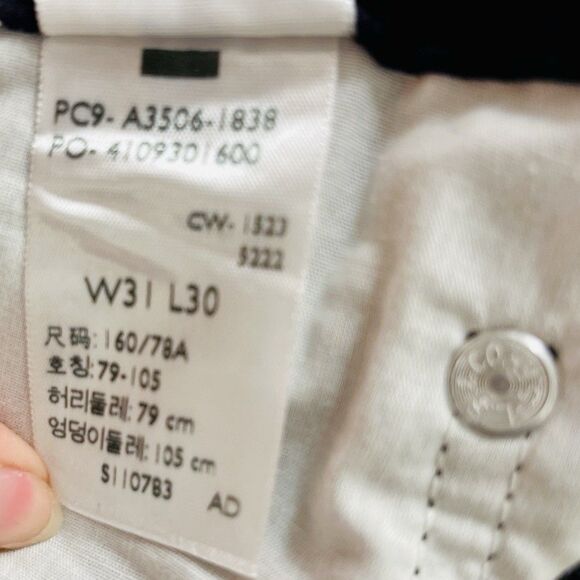 PC9- A3506-1838
PO- 4109301600
CW- 1523
5222
W31 L30
尺码:160/78A
호칭:79-105
허리둘레:79 cm
엉덩이둘레:105 cm
S110783 AD